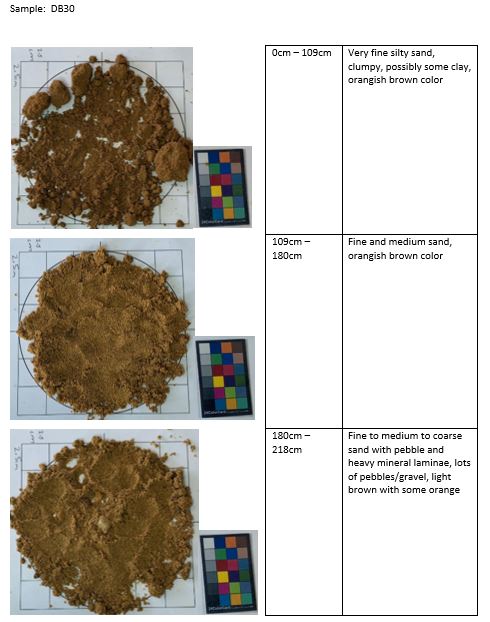 Sample: DB30
0cm – 109cm
Very fine silty sand,
clumpy, possibly some clay,
orangish brown color
109cm –
180cm
Fine and medium sand,
orangish brown color
180cm –
218cm
Fine to medium to coarse
sand with pebble and
heavy mineral laminae, lots
of pebbles/gravel, light
brown with some orange